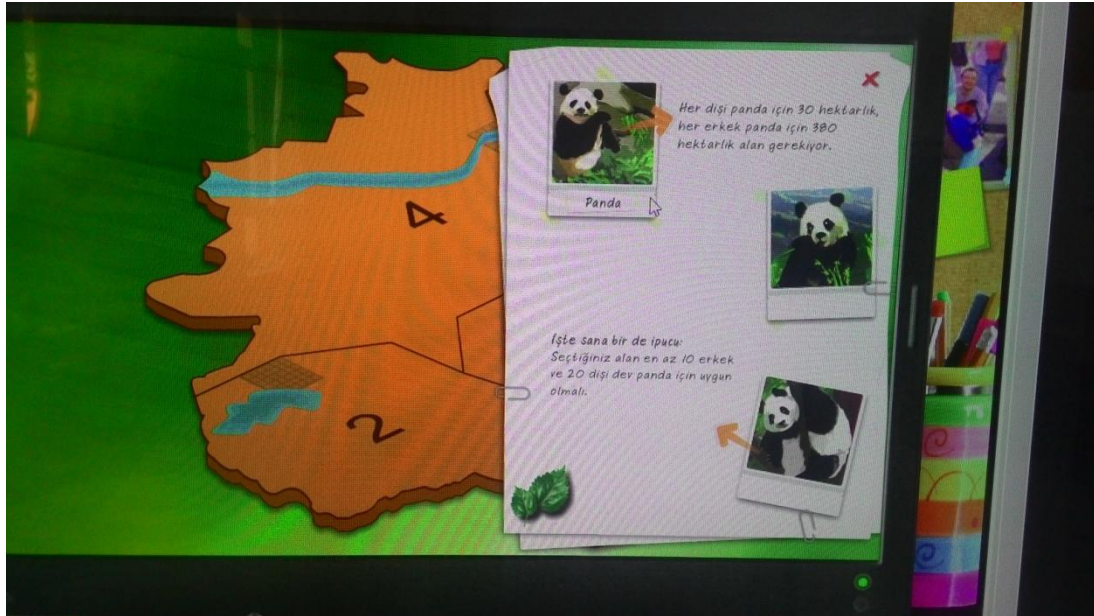 Her dişi panda için 30 hektarlık,
her erkek panda için 380
hektarlık alan gerekiyor.
Panda
4
İşte sana bir de ipucu:
Seçtiğiniz alan en az 10 erkek
ve 20 dişi dev panda için uygun
olmalı.
2